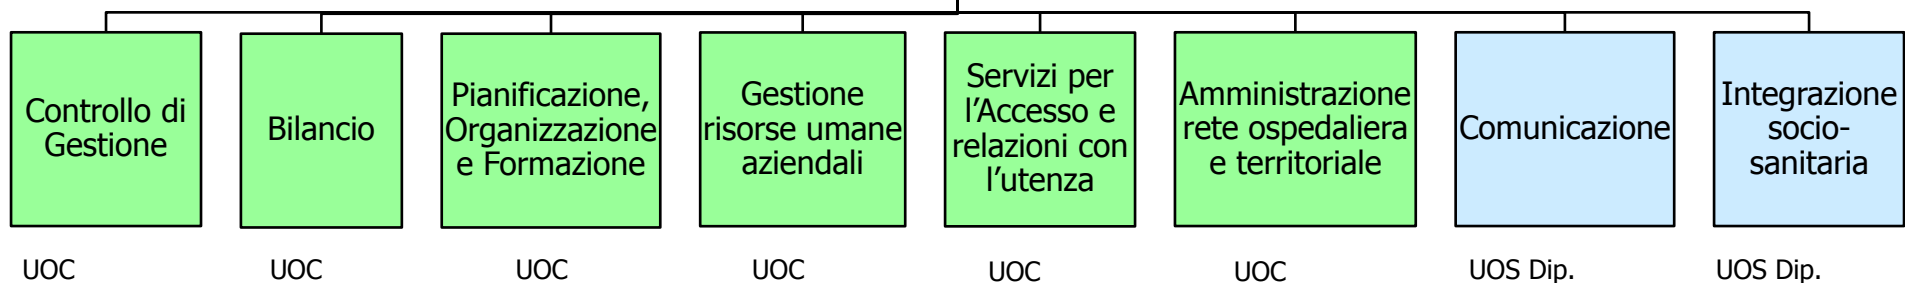 Controllo di
Gestione
Bilancio
Pianificazione,
Organizzazione
e Formazione
Gestione
risorse umane
aziendali
Servizi per
l’Accesso e
relazioni con
l’utenza
Amministrazione
rete ospedaliera
e territoriale
Comunicazione
Integrazione
socio-
sanitaria
UOC
UOC
UOC
UOC
UOC
UOC
UOS Dip.
UOS Dip.